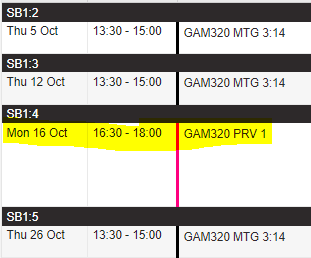 SB1:2
Thu 5 Oct 13:30 - 15:00 GAM320 MTG 3:14
SB1:3
Thu 12 Oct 13:30 - 15:00 GAM320 MTG 3:14
SB1:4
Mon 16 Oct 16:30 - 18:00 GAM320 PRV 1
SB1:5
Thu 26 Oct 13:30 - 15:00 GAM320 MTG 3:14